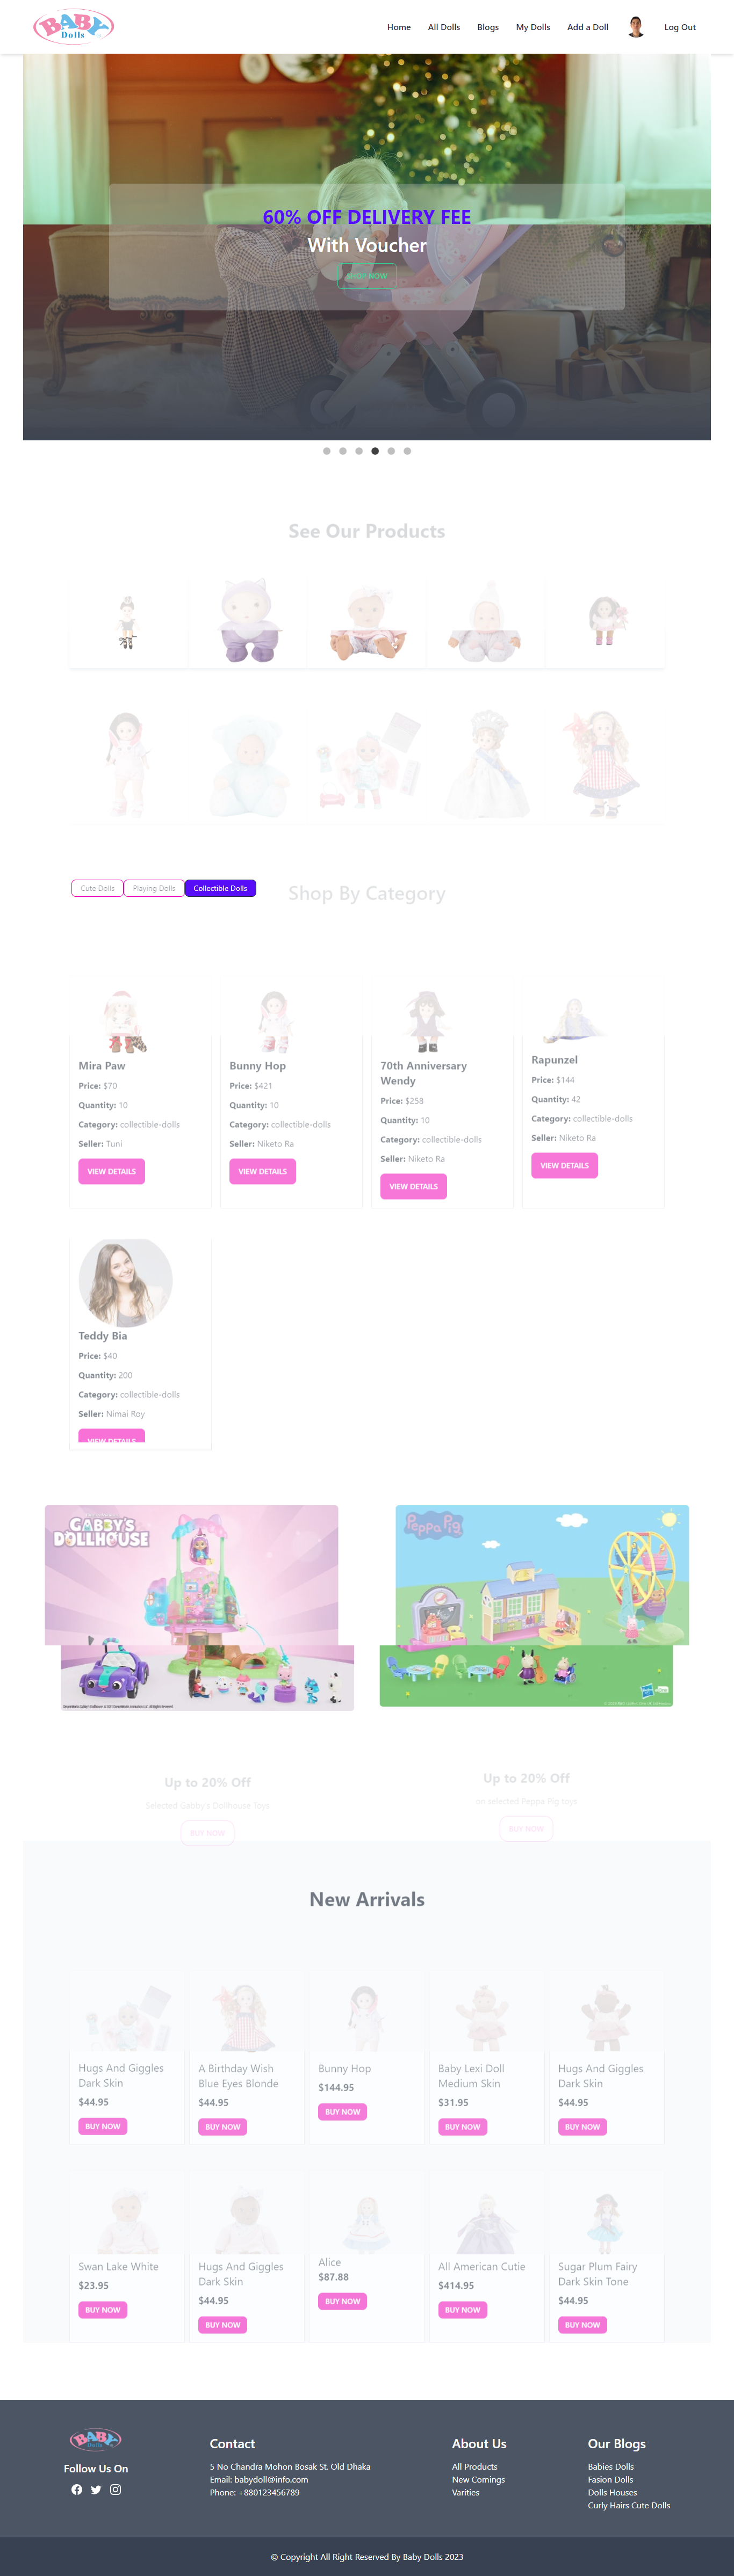 BABY
Dolls
Home
All Dolls
Blogs
My Dolls
Add a Doll
Log Out
60% OFF DELIVERY FEE
With Voucher
SHOP NOW
See Our Products
Cute Dolls
Playing Dolls
Collectible Dolls
Shop By Category
Mira Paw
Price: $70
Quantity: 10
Category: collectible-dolls
Seller: Tuni
VIEW DETAILS
Bunny Hop
Price: $421
Quantity: 10
Category: collectible-dolls
Seller: Niketo Ra
VIEW DETAILS
70th Anniversary
Wendy
Price: $258
Quantity: 10
Category: collectible-dolls
Seller: Niketo Ra
VIEW DETAILS
Rapunzel
Price: $144
Quantity: 42
Category: collectible-dolls
Seller: Niketo Ra
VIEW DETAILS
Teddy Bia
Price: $40
Quantity: 200
Category: collectible-dolls
Seller: Nimai Roy
VIEW DETAILS
GABBY'S
DOLLHOUSE
Peppa Pig
Hasbro
Up to 20% Off
Selected Gabby's Dollhouse Toys
BUY NOW
Up to 20% Off
on selected Peppa Pig toys
BUY NOW
New Arrivals
Hugs And Giggles
Dark Skin
$44.95
BUY NOW
A Birthday Wish
Blue Eyes Blonde
$44.95
BUY NOW
Bunny Hop
$144.95
BUY NOW
Baby Lexi Doll
Medium Skin
$31.95
BUY NOW
Hugs And Giggles
Dark Skin
$44.95
BUY NOW
Swan Lake White
$23.95
BUY NOW
Hugs And Giggles
Dark Skin
$44.95
BUY NOW
Alice
$87.88
BUY NOW
All American Cutie
$414.95
BUY NOW
Sugar Plum Fairy
Dark Skin Tone
$44.95
BUY NOW
BABY
Dolls
Follow Us On
Contact
5 No Chandra Mohon Bosak St. Old Dhaka
Email: babydoll@info.com
Phone: +880123456789
About Us
All Products
New Comings
Varities
Our Blogs
Babies Dolls
Fasion Dolls
Dolls Houses
Curly Hairs Cute Dolls
© Copyright All Right Reserved By Baby Dolls 2023